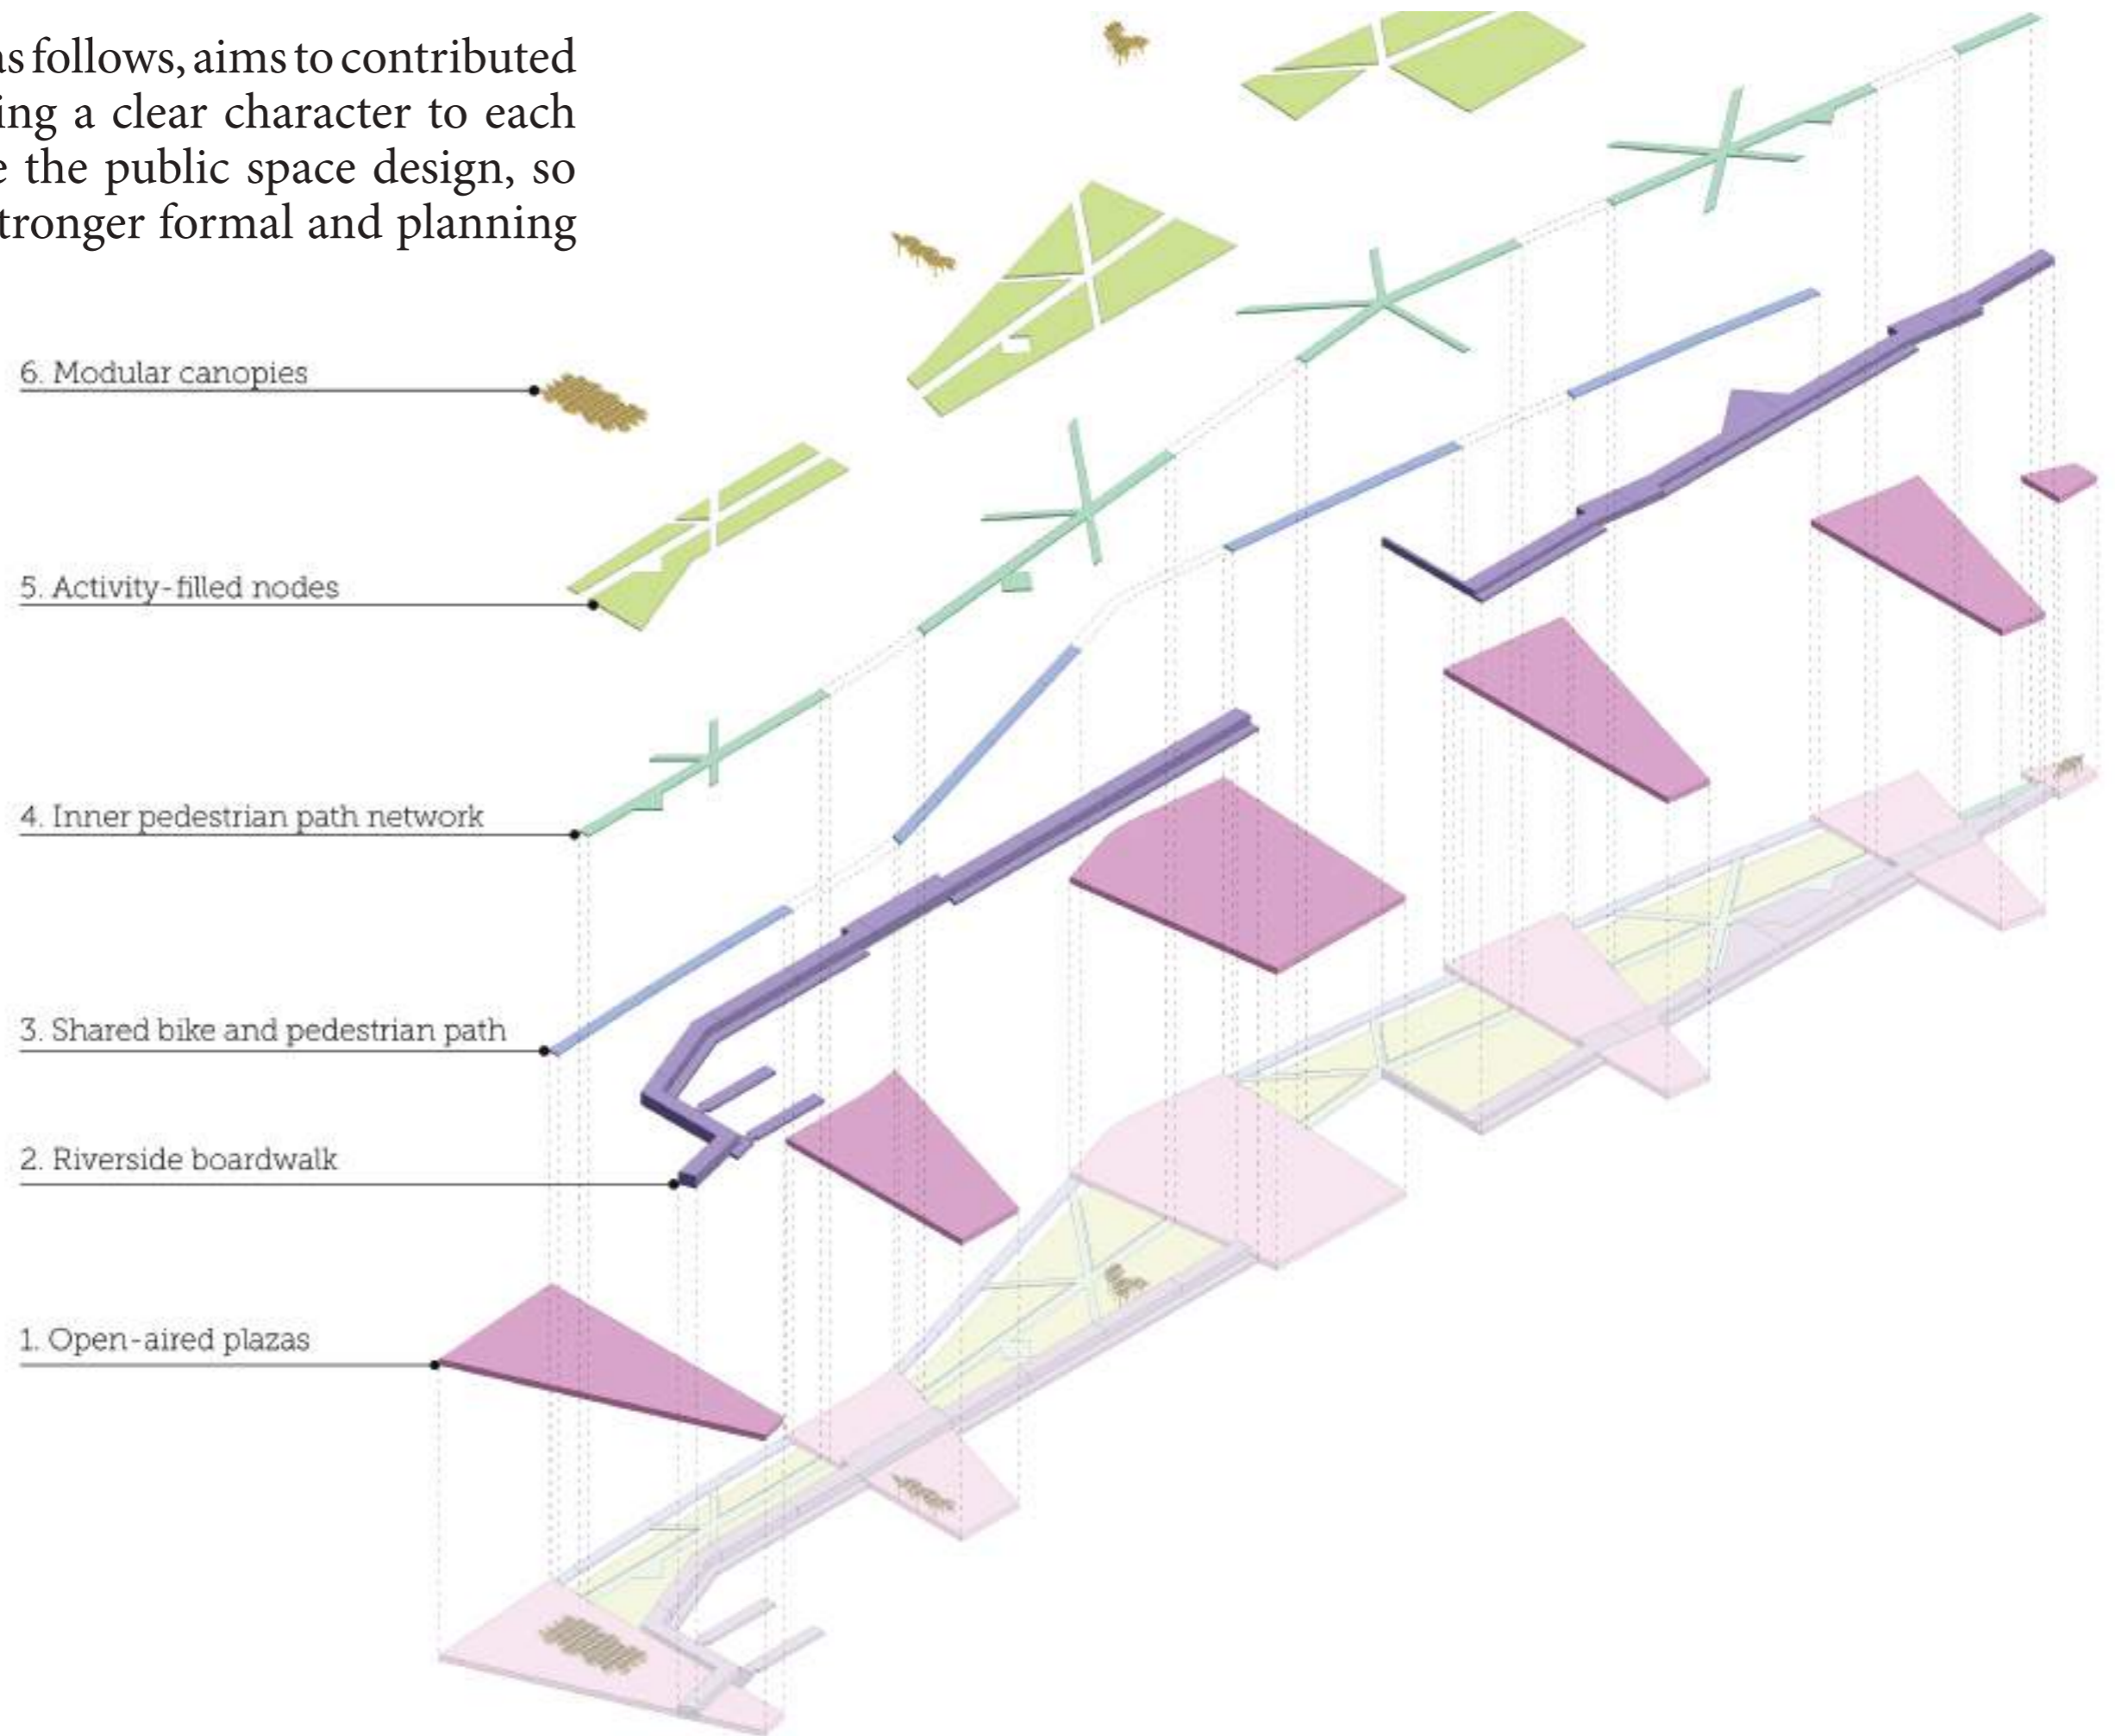 as follows, aims to contributed
ing a clear character to each
e the public space design, so
tronger formal and planning
6. Modular canopies
5. Activity-filled nodes
4. Inner pedestrian path network
3. Shared bike and pedestrian path
2. Riverside boardwalk
1. Open-aired plazas